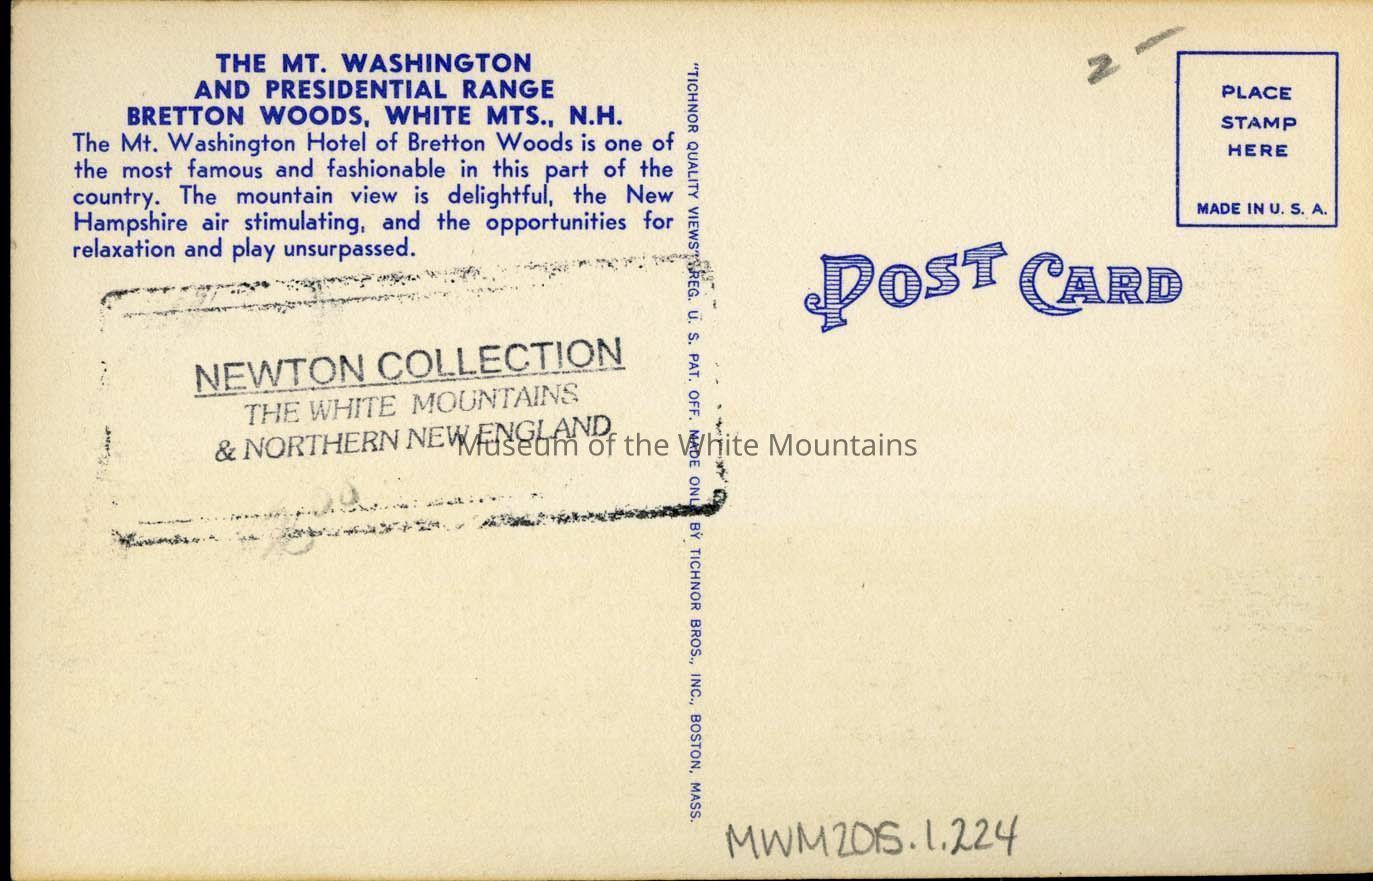 THE MT. WASHINGTON
AND PRESIDENTIAL RANGE
BRETTON WOODS, WHITE MTS., N.H.
The Mt. Washington Hotel of Bretton Woods is one of
the most famous and fashionable in this part of the
country. The mountain view is delightful, the New
Hampshire air stimulating, and the opportunities for
relaxation and play unsurpassed.
NEWTON COLLECTION
THE WHITE MOUNTAINS
& NORTHERN NEW ENGLAND
"TICHNOR QUALITY VIEWS" REG. U. S. PAT. OFF. MADE ONLY BY TICHNOR BROS., INC., BOSTON, MASS.
Museum of the White Mountains
2 -
PLACE
STAMP
HERE
MADE IN U. S. A.
POST CARD
MWM2015.1.224